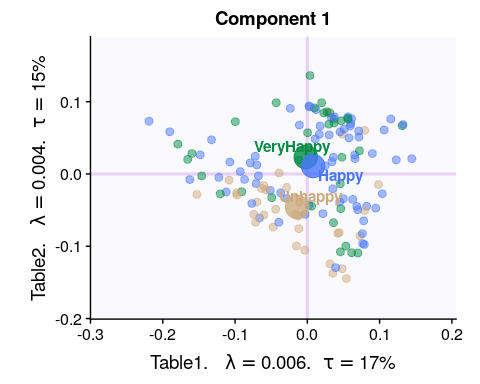 Component 1
Table2. λ = 0.004. τ = 15%
0.1
0.0
-0.1
-0.2
VeryHappy
Happy
Unhappy
-0.3
-0.2
-0.1
0.0
0.1
0.2
Table1. λ = 0.006. τ = 17%